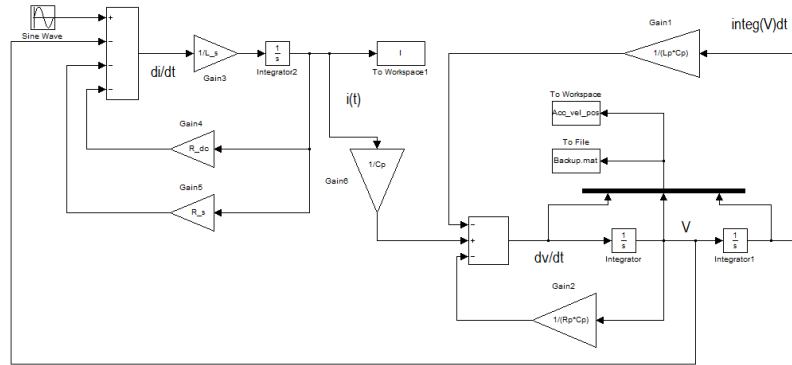 Sine Wave
+
−
−
−
di/dt
1/L_s
Gain3
1
s
Integrator2
I
To Workspace1
i(t)
Gain4
R_dc
Gain5
R_s
1/Cp
Gain6
Gain1
1/(Lp*Cp)
integ(V)dt
To Workspace
Acc_vel_pos
To File
Backup.mat
−
+
−
dv/dt
1
s
Integrator
V
1
s
Integrator1
Gain2
1/(Rp*Cp)